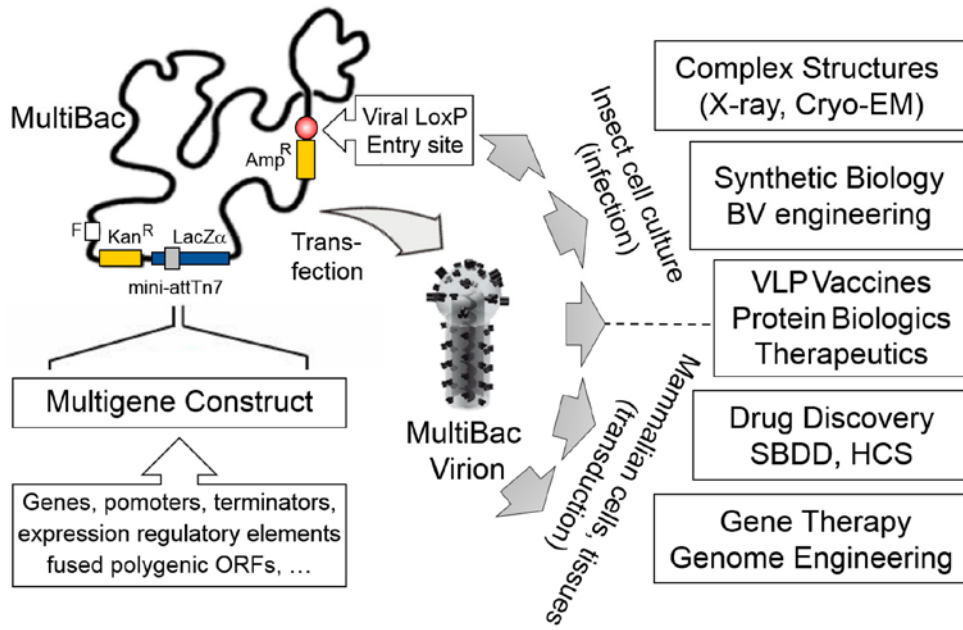 MultiBac
Viral LoxP
Entry site
AmpR
F
KanR
LacZα
mini-attTn7
Trans-
fection
Multigene Construct
Genes, pomoters, terminators,
expression regulatory elements
fused polygenic ORFs, ...
MultiBac
Virion
Insect cell culture
(infection)
Mammalian cells, tissues
(transduction)
Complex Structures
(X-ray, Cryo-EM)
Synthetic Biology
BV engineering
VLP Vaccines
Protein Biologics
Therapeutics
Drug Discovery
SBDD, HCS
Gene Therapy
Genome Engineering